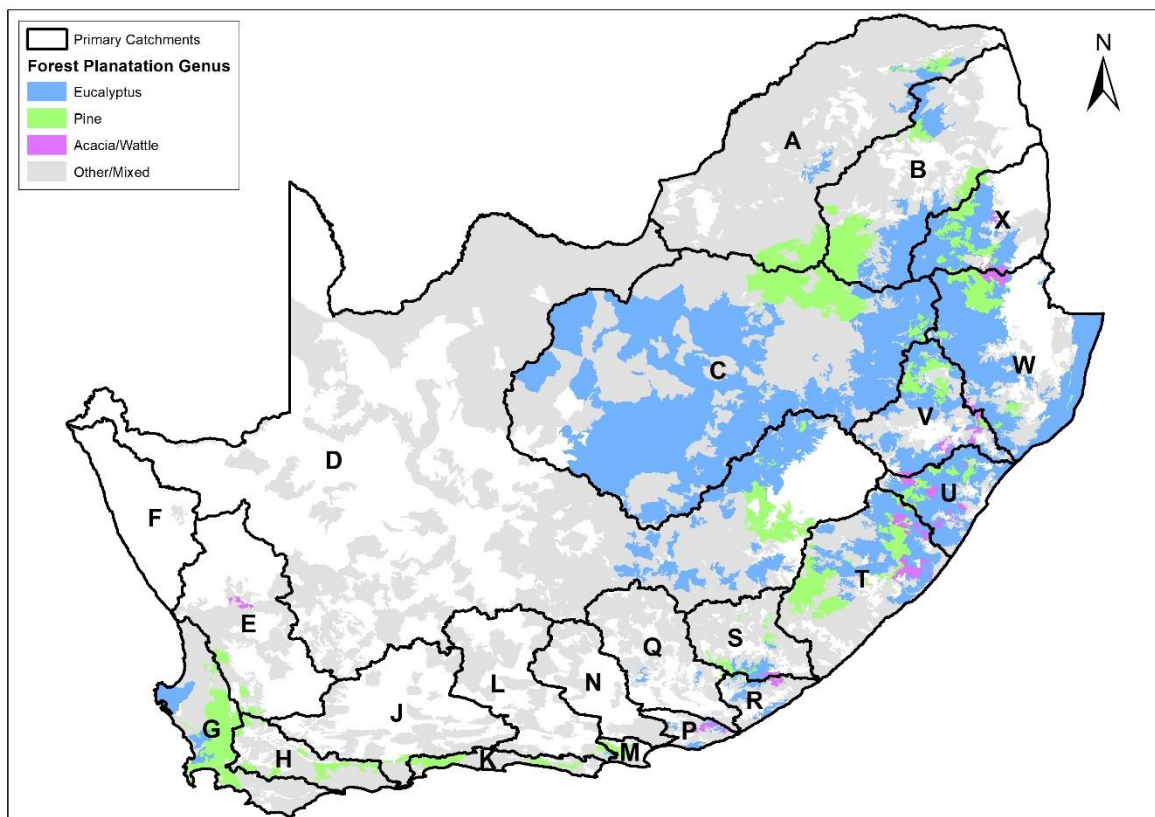 Primary Catchments
Forest Planatation Genus
Eucalyptus
Pine
Acacia/Wattle
Other/Mixed
N
A
B
X
C
W
V
D
U
F
T
E
S
Q
N
L
R
J
G
P
M
H
K